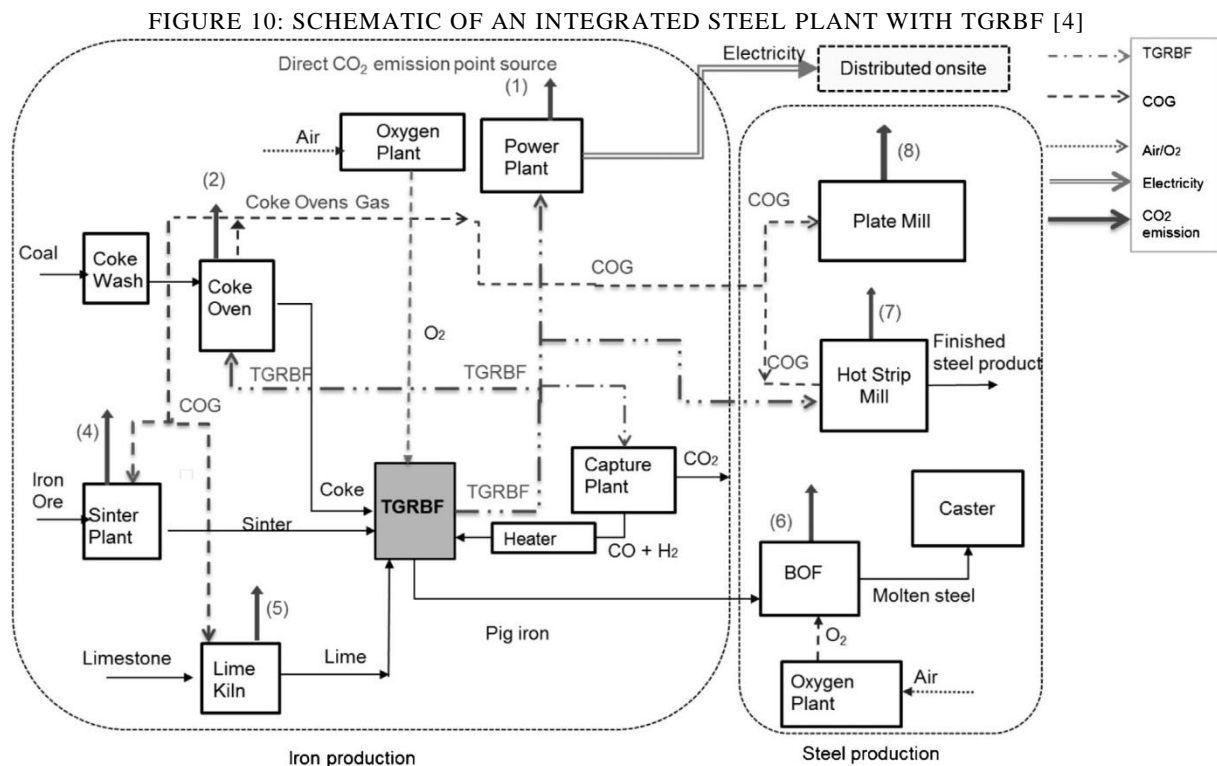 FIGURE 10: SCHEMATIC OF AN INTEGRATED STEEL PLANT WITH TGRBF [4]
Direct CO2 emission point source
(1)
Electricity
Distributed onsite
TGRBF
COG
Air/O2
Electricity
CO2
emission
Air
Oxygen
Plant
Power
Plant
(8)
Plate Mill
(2)
Coke Ovens Gas
COG
Coal
Coke
Wash
Coke
Oven
COG
O2
(7)
Finished
steel product
Hot Strip
Mill
COG
TGRBF
TGRBF
COG
(4)
Iron
Ore
Sinter
Plant
Sinter
Coke
TGRBF
TGRBF
Capture
Plant
CO2
Heater
CO + H2
(6)
BOF
Caster
Molten steel
(5)
Pig iron
O2
Limestone
Lime
Kiln
Lime
Oxygen
Plant
Air
Iron production
Steel production